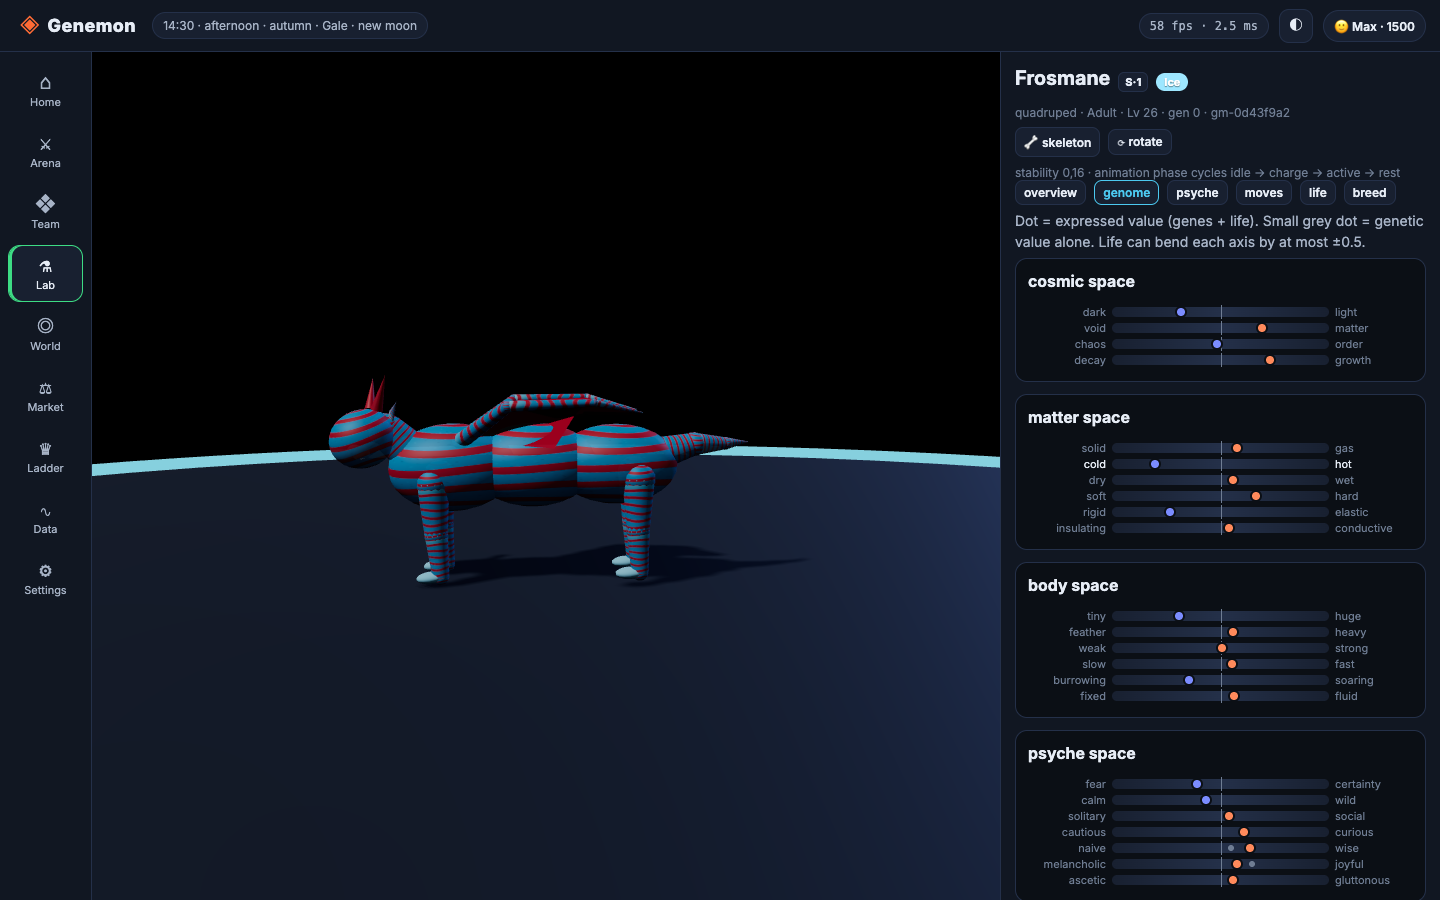 Genemon
14:30 · afternoon · autumn · Gale · new moon
58 fps · 2.5 ms
Max · 1500
Home
Arena
Team
Lab
World
Market
Ladder
Data
Settings
Frosmane S·1 Ice
quadruped · Adult · Lv 26 · gen 0 · gm-0d43f9a2
skeleton rotate
stability 0,16 · animation phase cycles idle → charge → active → rest
overview genome psyche moves life breed
Dot = expressed value (genes + life). Small grey dot = genetic
value alone. Life can bend each axis by at most ±0.5.
cosmic space
dark light
void matter
chaos order
decay growth
matter space
solid gas
cold hot
dry wet
soft hard
rigid elastic
insulating conductive
body space
tiny huge
feather heavy
weak strong
slow fast
burrowing soaring
fixed fluid
psyche space
fear certainty
calm wild
solitary social
cautious curious
naive wise
melancholic joyful
ascetic gluttonous